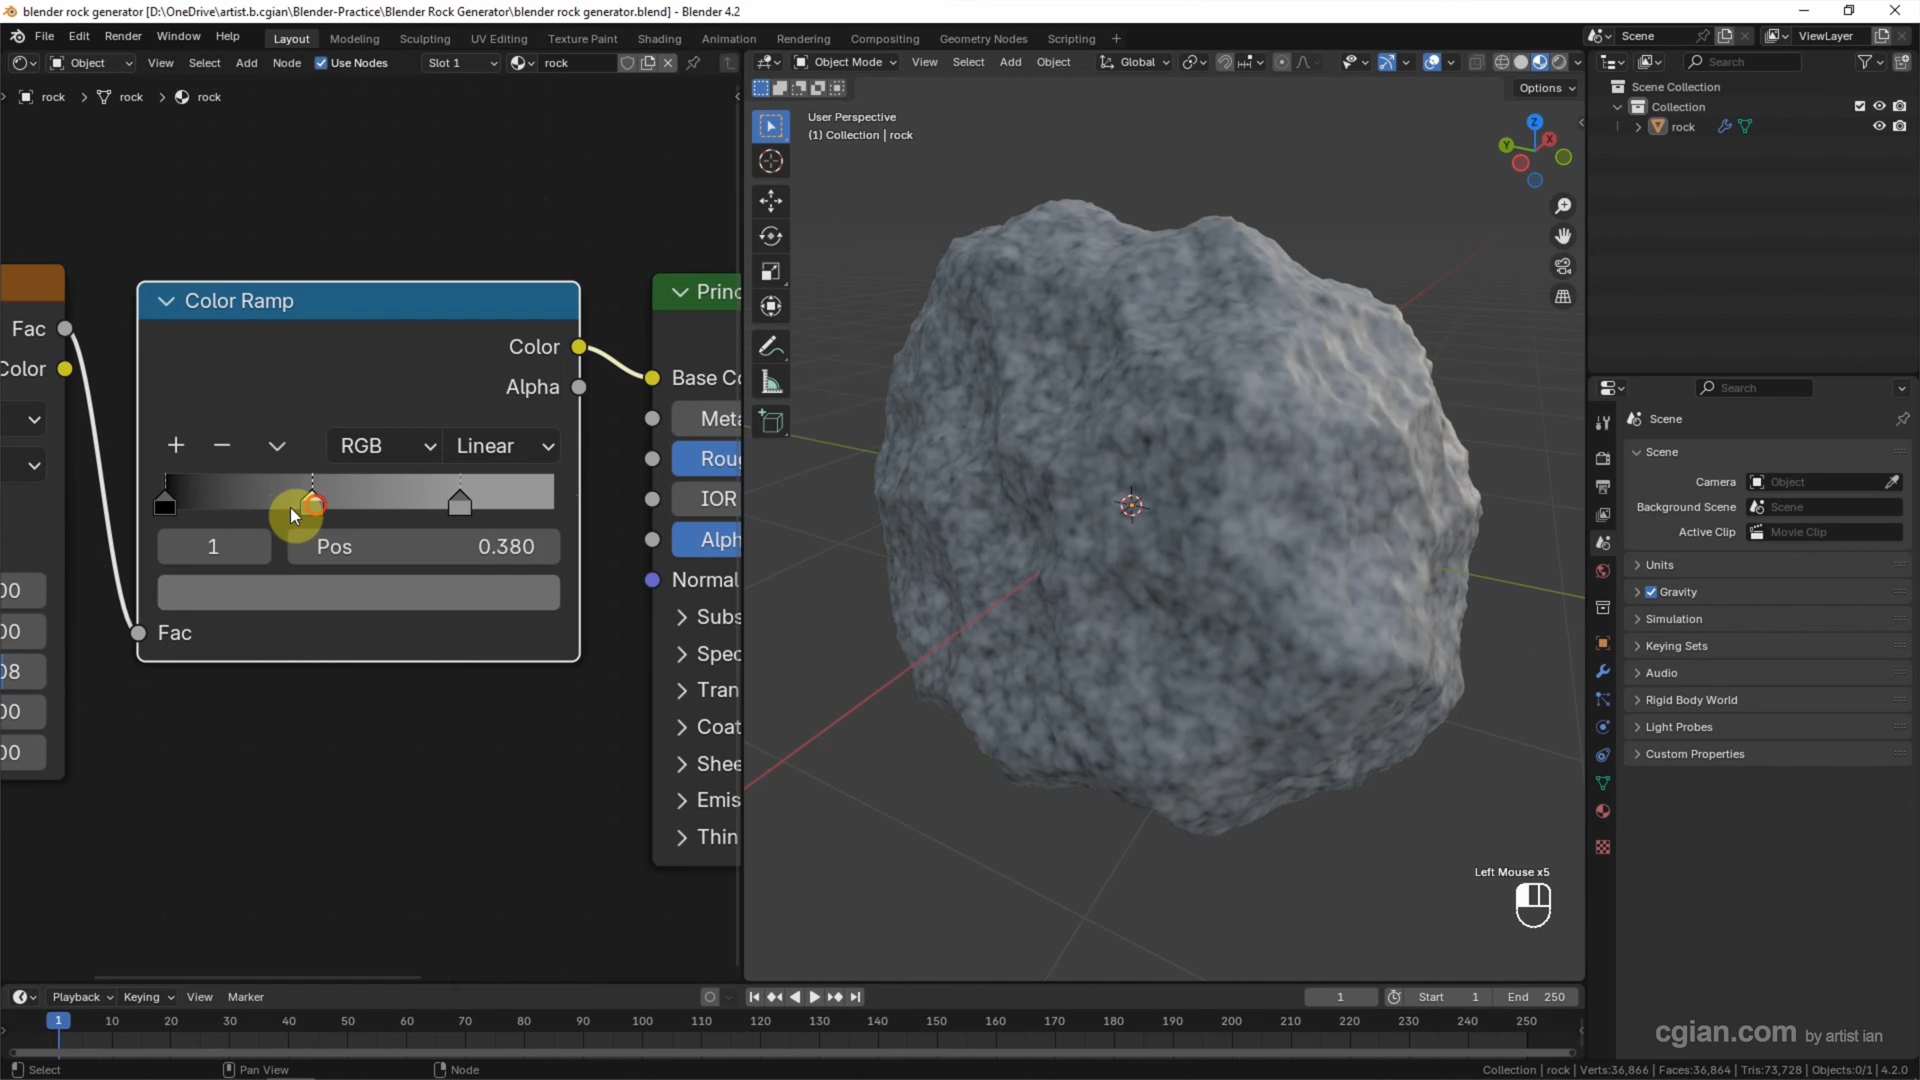 blender rock generator [D:\OneDrive\artist.b.cgian\Blender-Practice\Blender Rock Generator\blender rock generator.blend] - Blender 4.2
File Edit Render Window Help Layout Modeling Sculpting UV Editing Texture Paint Shading Animation Rendering Compositing Geometry Nodes Scripting + Scene ViewLayer
Object View Select Add Node Use Nodes Slot 1 rock Object Mode View Select Add Object Global Search
Options
rock rock rock
User Perspective
(1) Collection | rock
Scene Collection
Collection
rock
Z
Y
X
Color Ramp
Color
Alpha
RGB Linear
1 Pos 0.380
Fac
Fac
Color
00
00
08
00
00
Princ
Base Co
Meta
Roug
IOR
Alph
Normal
Subs
Spec
Tran
Coat
Shee
Emis
Thin
Search
Scene
Scene
Camera Object
Background Scene Scene
Active Clip Movie Clip
Units
Gravity
Simulation
Keying Sets
Audio
Rigid Body World
Light Probes
Custom Properties
Left Mouse x5
Playback Keying View Marker 1 Start 1 End 250
1 10 20 30 40 50 60 70 80 90 100 110 120 130 140 150 160 170 180 190 200 210 220 230 240 250
cgian.com by artist ian
Select Pan View Node Collection | rock | Verts:36,866 | Faces:36,864 | Tris:73,728 | Objects:0/1 | 4.2.0